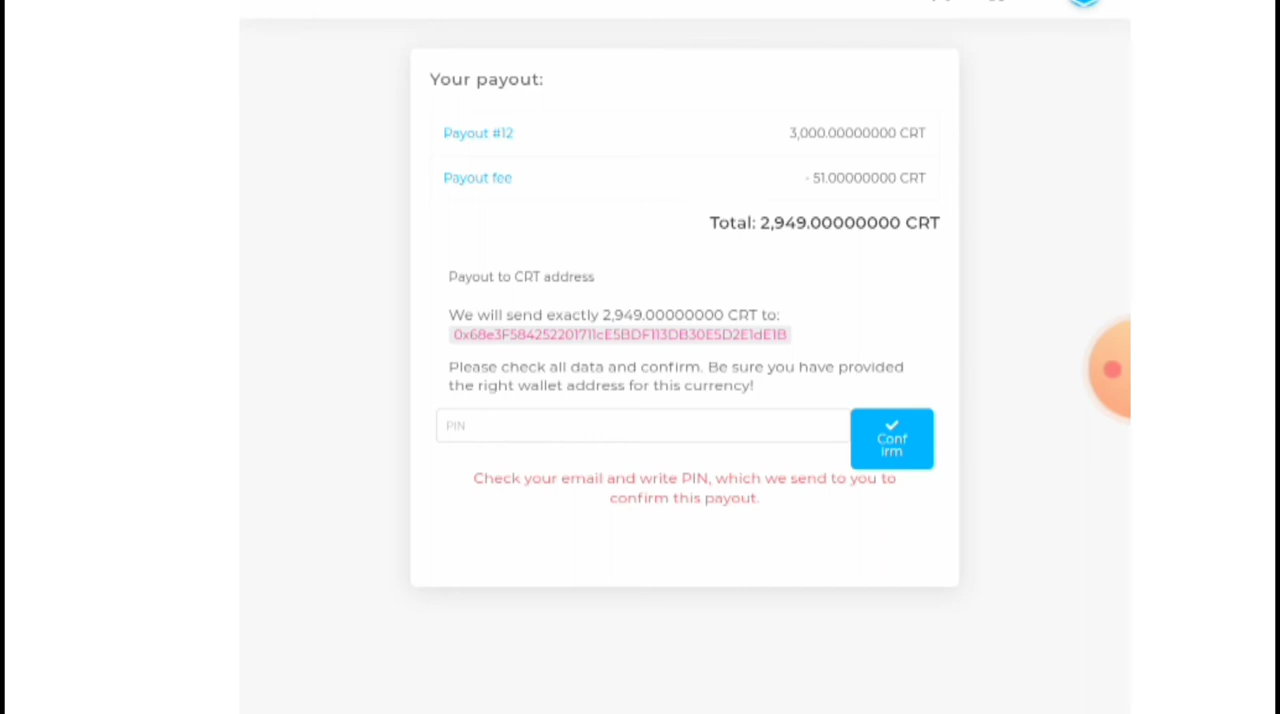 Your payout:
Payout #12 3,000.00000000 CRT
Payout fee - 51.00000000 CRT
Total: 2,949.00000000 CRT
Payout to CRT address
We will send exactly 2,949.00000000 CRT to:
0x68e3F584252201711cE5BDF113DB30E5D2E1dE1B
Please check all data and confirm. Be sure you have provided
the right wallet address for this currency!
PIN
Conf
irm
Check your email and write PIN, which we send to you to
confirm this payout.